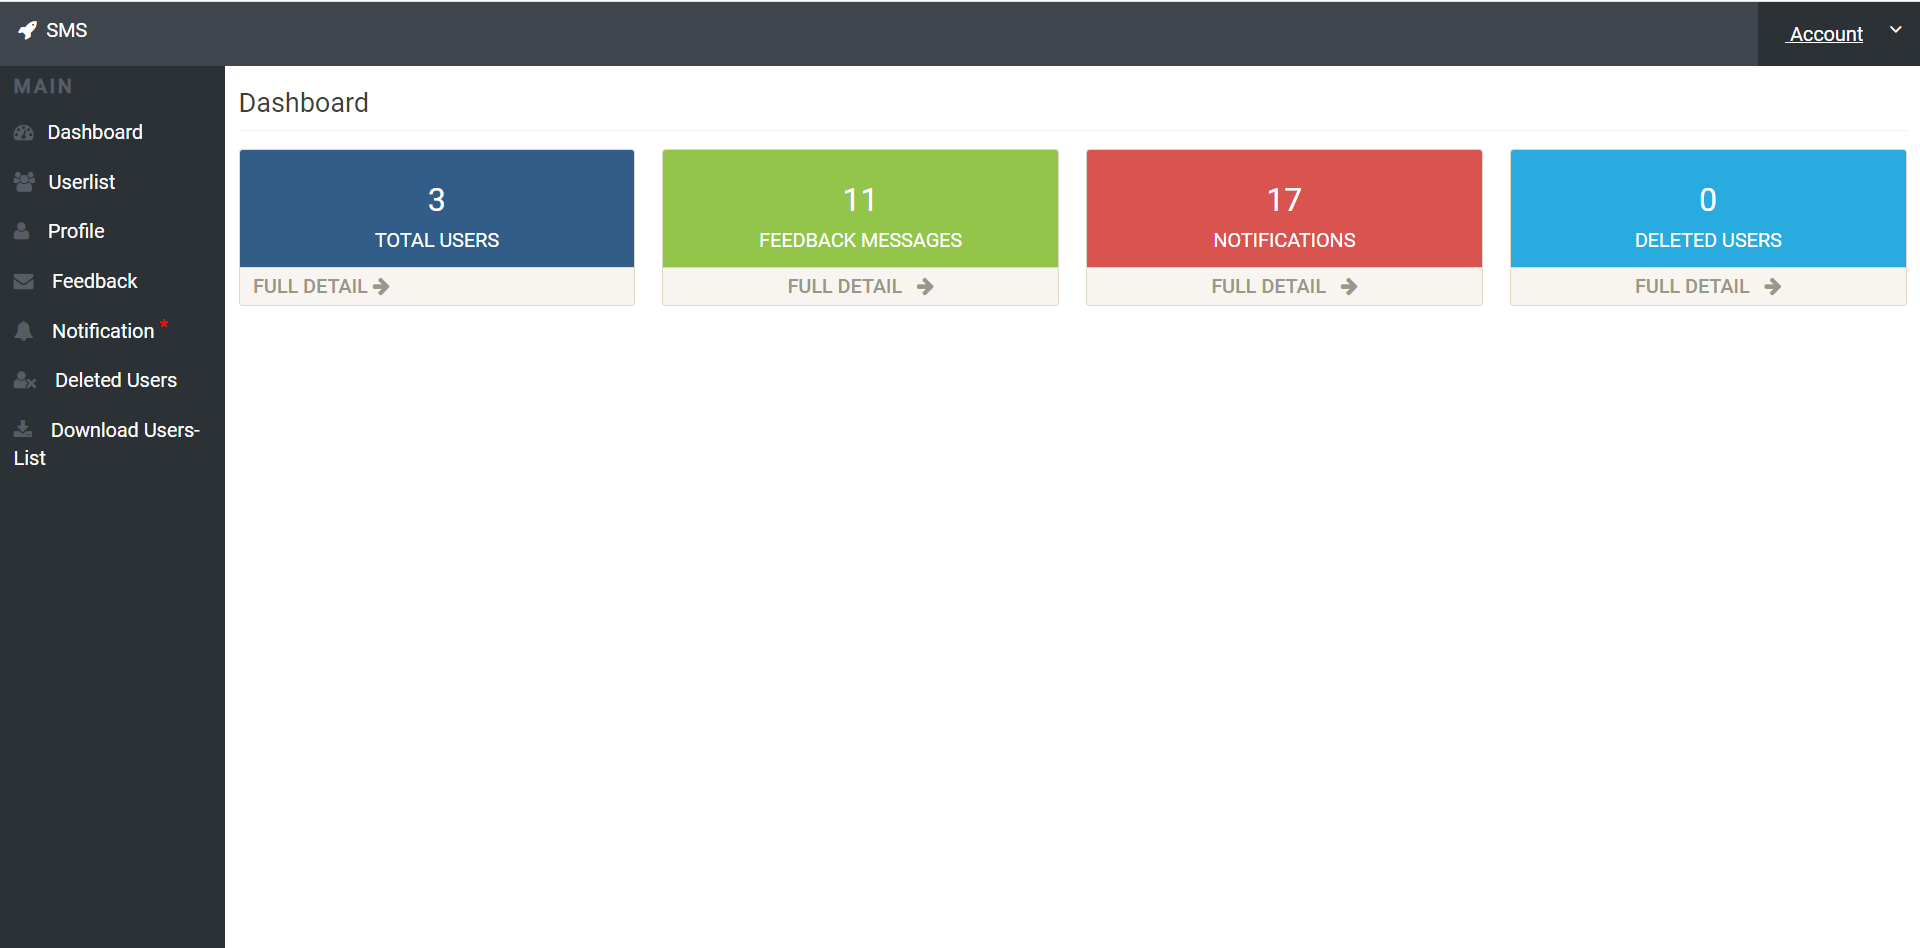 SMS
Account
MAIN
Dashboard
Userlist
Profile
Feedback
Notification *
Deleted Users
Download Users-
List
Dashboard
3
TOTAL USERS
FULL DETAIL
11
FEEDBACK MESSAGES
FULL DETAIL
17
NOTIFICATIONS
FULL DETAIL
0
DELETED USERS
FULL DETAIL